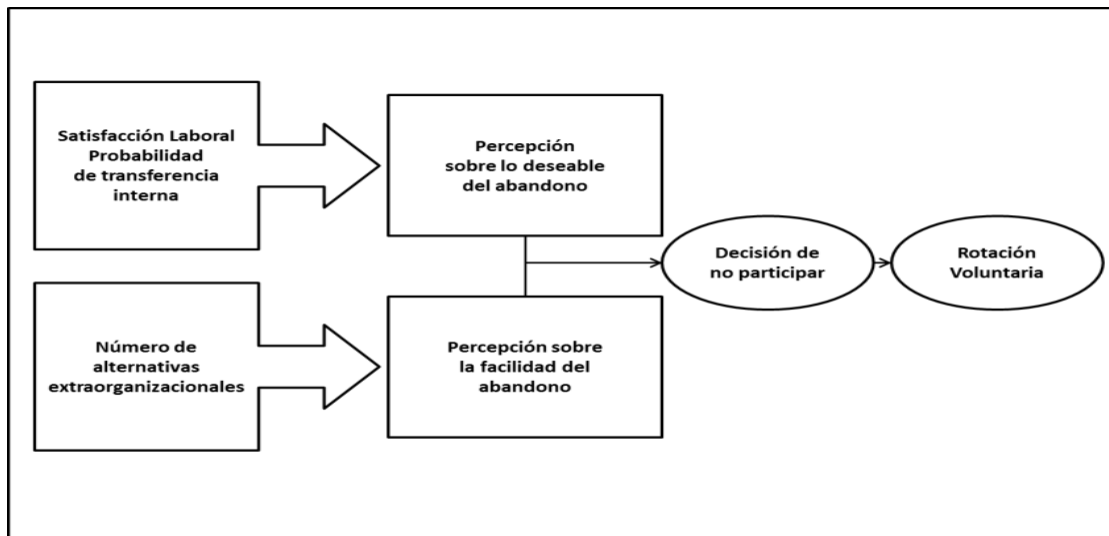 Satisfacción Laboral
Probabilidad
de transferencia
interna
Percepción
sobre lo deseable
del abandono
Número de
alternativas
extraorganizacionales
Percepción sobre
la facilidad del
abandono
Decisión de
no participar
Rotación
Voluntaria